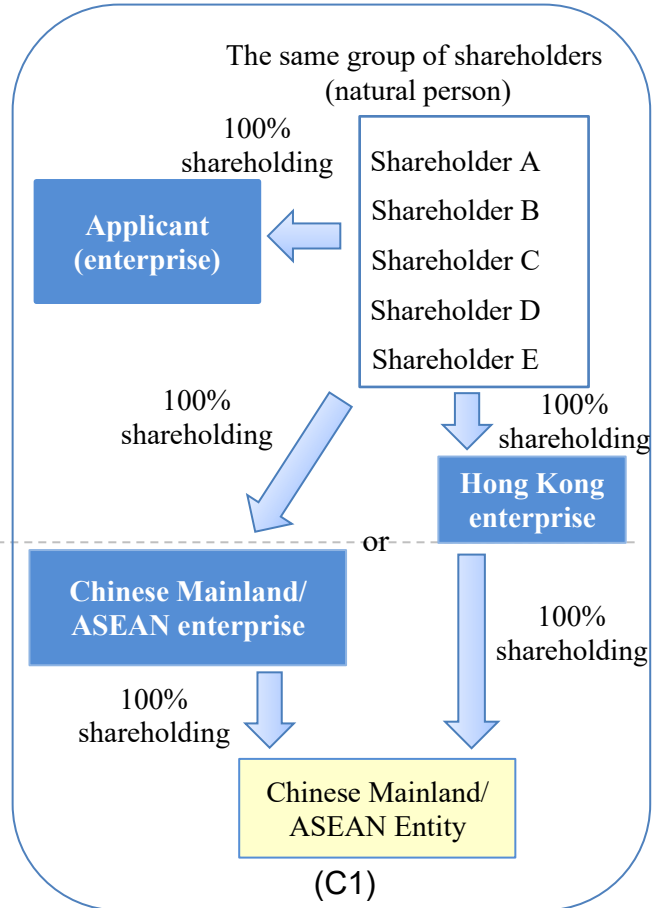 The same group of shareholders
(natural person)
100%
shareholding
Shareholder A
Shareholder B
Shareholder C
Shareholder D
Shareholder E
Applicant
(enterprise)
100%
shareholding
100%
shareholding
Hong Kong
enterprise
or
Chinese Mainland/
ASEAN enterprise
100%
shareholding
100%
shareholding
Chinese Mainland/
ASEAN Entity
(C1)